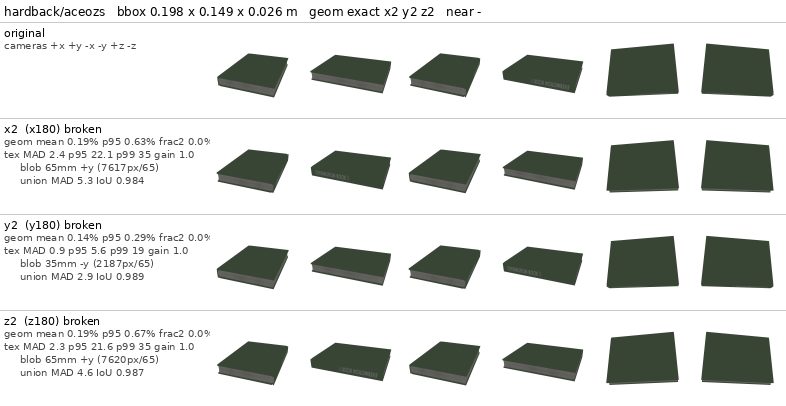 hardback/aceozs bbox 0.198 x 0.149 x 0.026 m geom exact x2 y2 z2 near -
original
cameras +x +y -x -y +z -z
x2 (x180) broken
geom mean 0.19% p95 0.63% frac2 0.0%
tex MAD 2.4 p95 22.1 p99 35 gain 1.0
blob 65mm +y (7617px/65)
union MAD 5.3 IoU 0.984
y2 (y180) broken
geom mean 0.14% p95 0.29% frac2 0.0%
tex MAD 0.9 p95 5.6 p99 19 gain 1.0
blob 35mm -y (2187px/65)
union MAD 2.9 IoU 0.989
z2 (z180) broken
geom mean 0.19% p95 0.67% frac2 0.0%
tex MAD 2.3 p95 21.6 p99 35 gain 1.0
blob 65mm +y (7620px/65)
union MAD 4.6 IoU 0.987